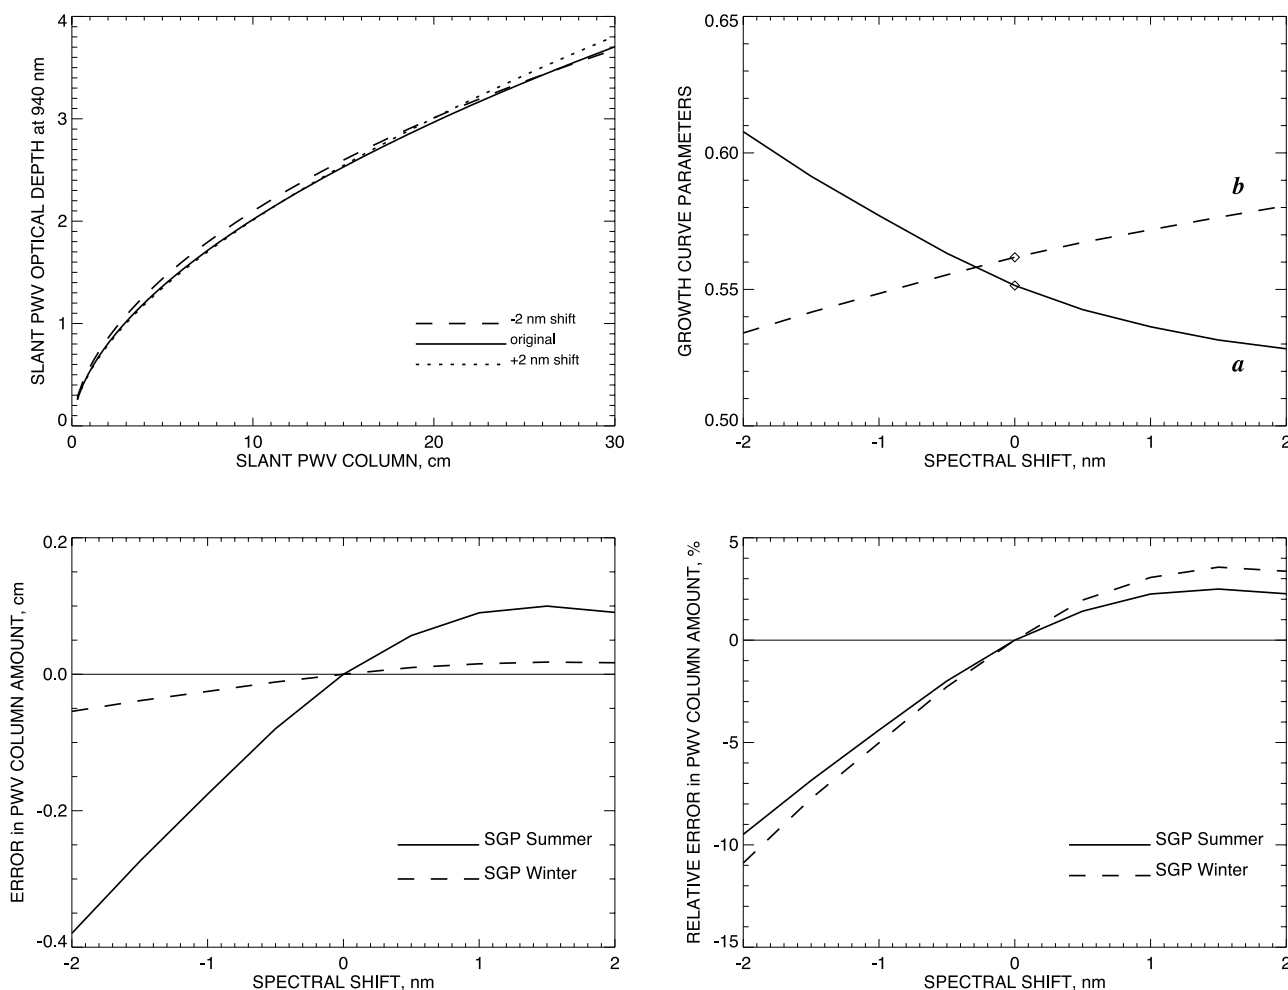 4
3
2
1
0
SLANT PWV OPTICAL DEPTH at 940 nm
-2 nm shift
original
+2 nm shift
0
10
20
30
SLANT PWV COLUMN, cm
0.65
0.60
0.55
0.50
GROWTH CURVE PARAMETERS
b
a
-2
-1
0
1
2
SPECTRAL SHIFT, nm
0.2
0.0
-0.2
-0.4
ERROR in PWV COLUMN AMOUNT, cm
SGP Summer
SGP Winter
-2
-1
0
1
2
SPECTRAL SHIFT, nm
5
0
-5
-10
-15
RELATIVE ERROR in PWV COLUMN AMOUNT, %
SGP Summer
SGP Winter
-2
-1
0
1
2
SPECTRAL SHIFT, nm